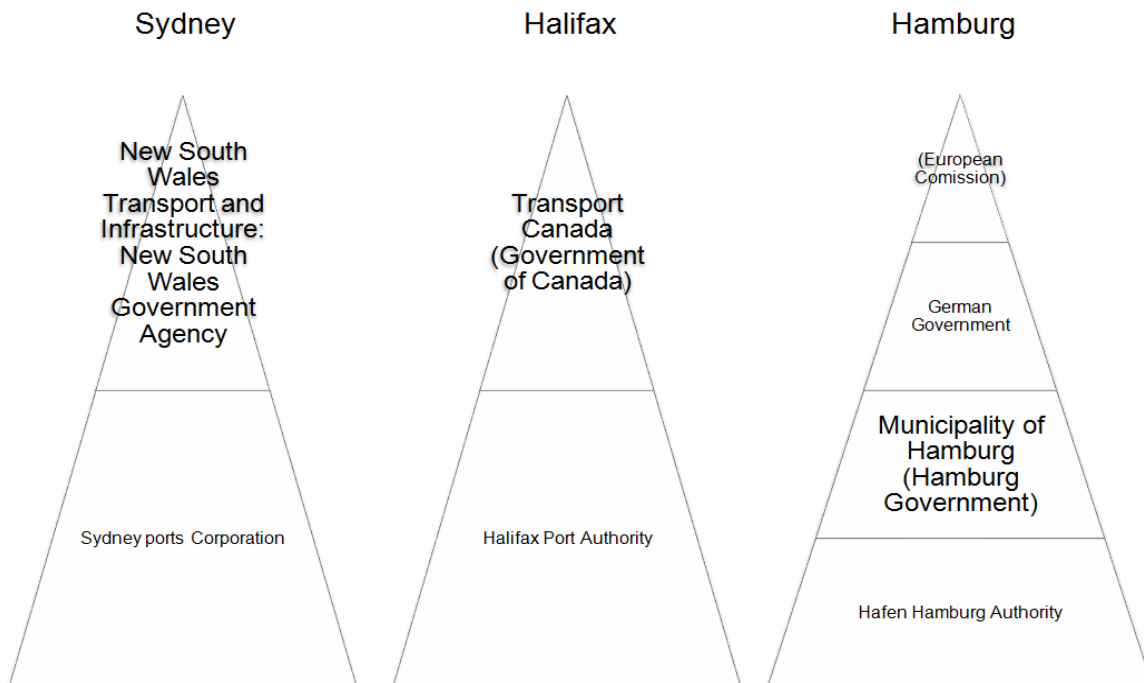 Sydney
Halifax
Hamburg
New South
Wales
Transport and
Infrastructure:
New South
Wales
Government
Agency
Sydney ports Corporation
Transport
Canada
(Government
of Canada)
Halifax Port Authority
(European
Comission)
German
Government
Municipality of
Hamburg
(Hamburg
Government)
Hafen Hamburg Authority